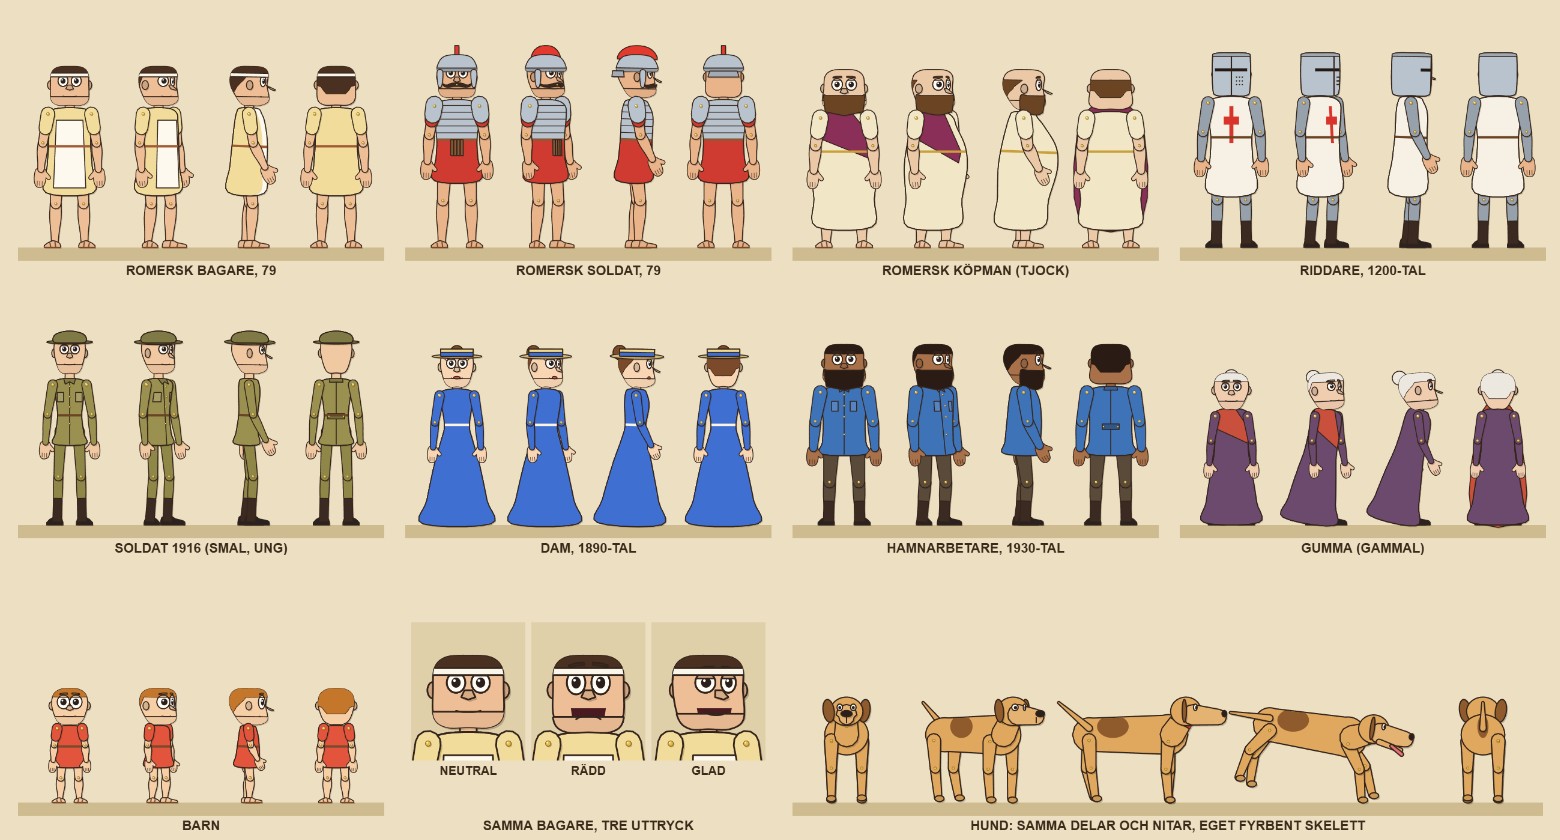 ROMERSK BAGARE, 79
ROMERSK SOLDAT, 79
ROMERSK KÖPMAN (TJOCK)
RIDDARE, 1200-TAL
SOLDAT 1916 (SMAL, UNG)
DAM, 1890-TAL
HAMNARBETARE, 1930-TAL
GUMMA (GAMMAL)
NEUTRAL
RÄDD
GLAD
BARN
SAMMA BAGARE, TRE UTTRYCK
HUND: SAMMA DELAR OCH NITAR, EGET FYRBENT SKELETT